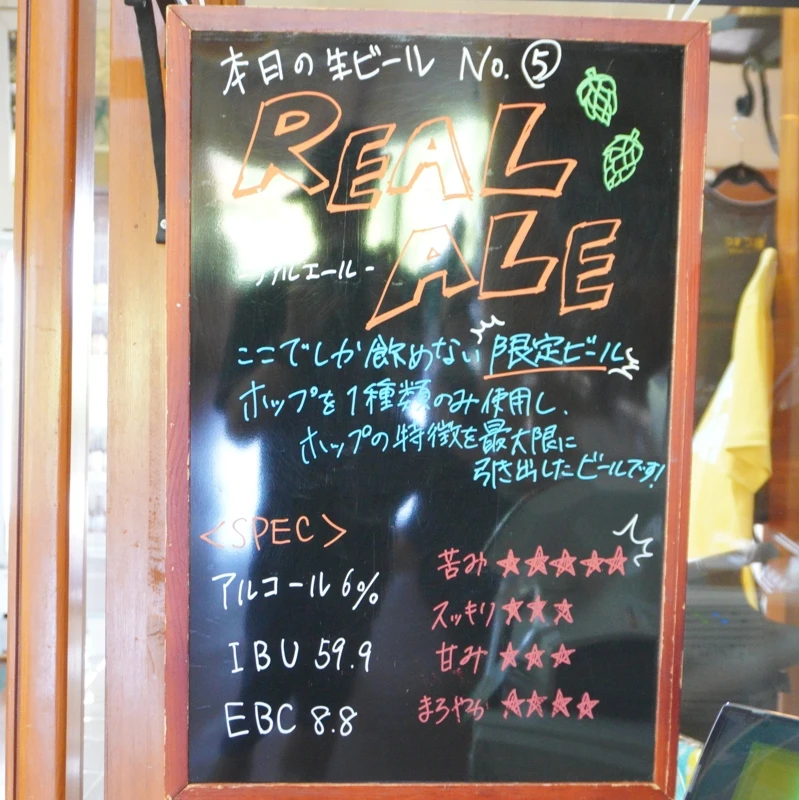 本日の生ビール No.⑤
REAL
ALE
-リアルエール-
ここでしか飲めない限定ビール
ホップを1種類のみ使用し、
ホップの特徴を最大限に
引き出したビールです!
<SPEC>
アルコール 6%
IBU 59.9
EBC 8.8
苦み ★★★★★
スッキリ ★★★
甘み ★★★
まろやか ★★★★